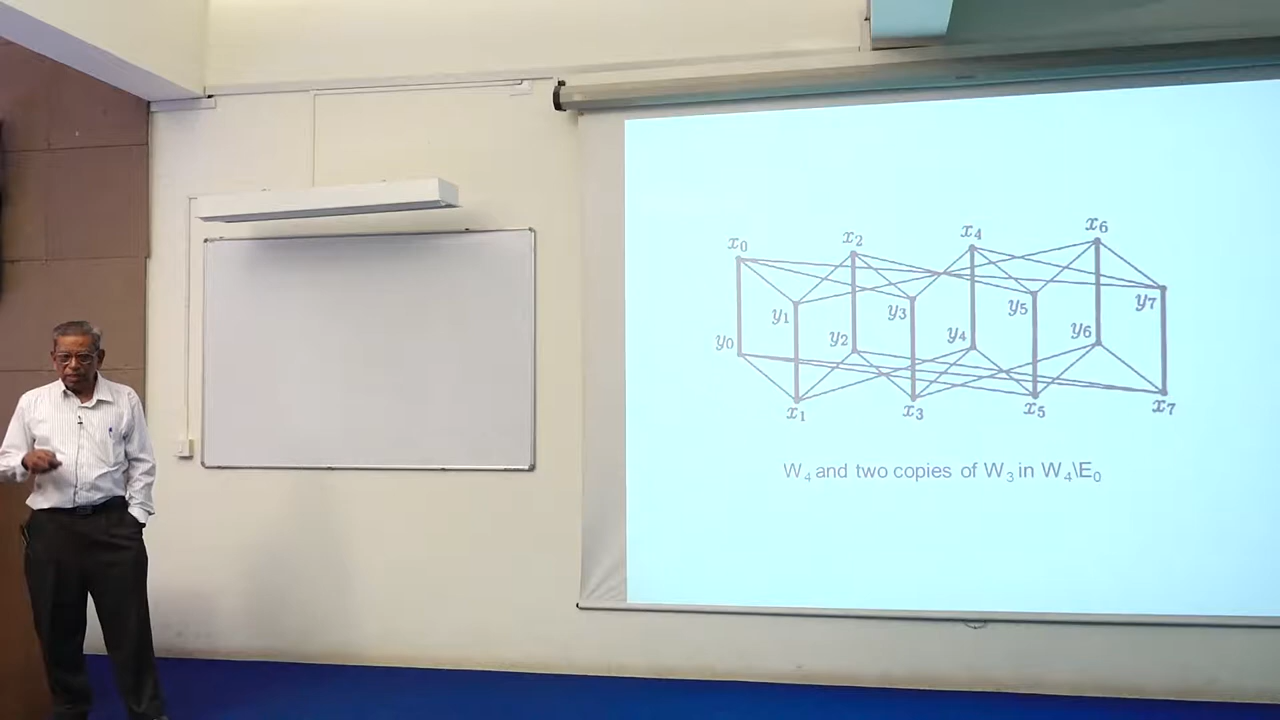 x₀ x₂ x₄ x₆
y₁ y₃ y₅ y₇
y₀ y₂ y₄ y₆
x₁ x₃ x₅ x₇
W₄ and two copies of W₃ in W₄\E₀